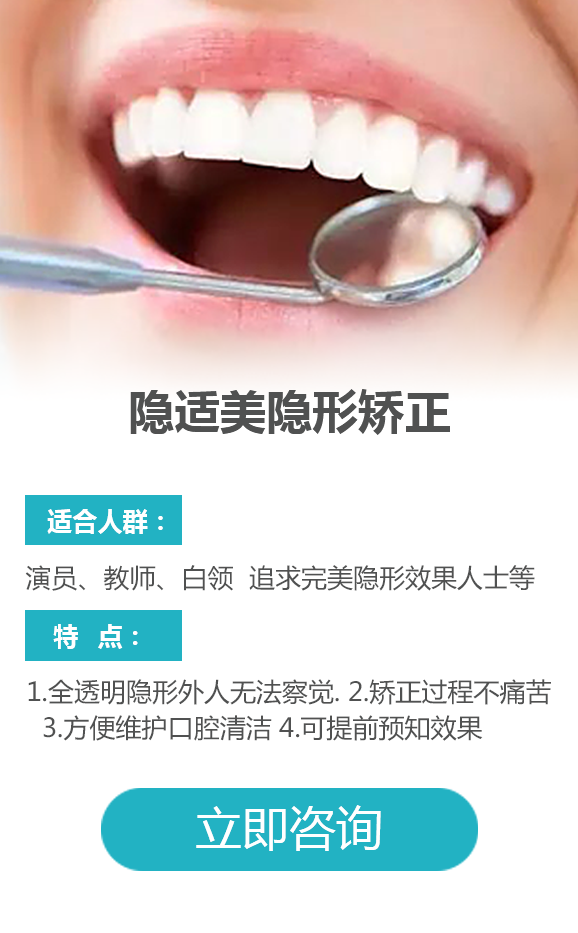 隐适美隐形矫正
适合人群：
演员、教师、白领 追求完美隐形效果人士等
特 点：
1.全透明隐形外人无法察觉. 2.矫正过程不痛苦
3.方便维护口腔清洁 4.可提前预知效果
立即咨询